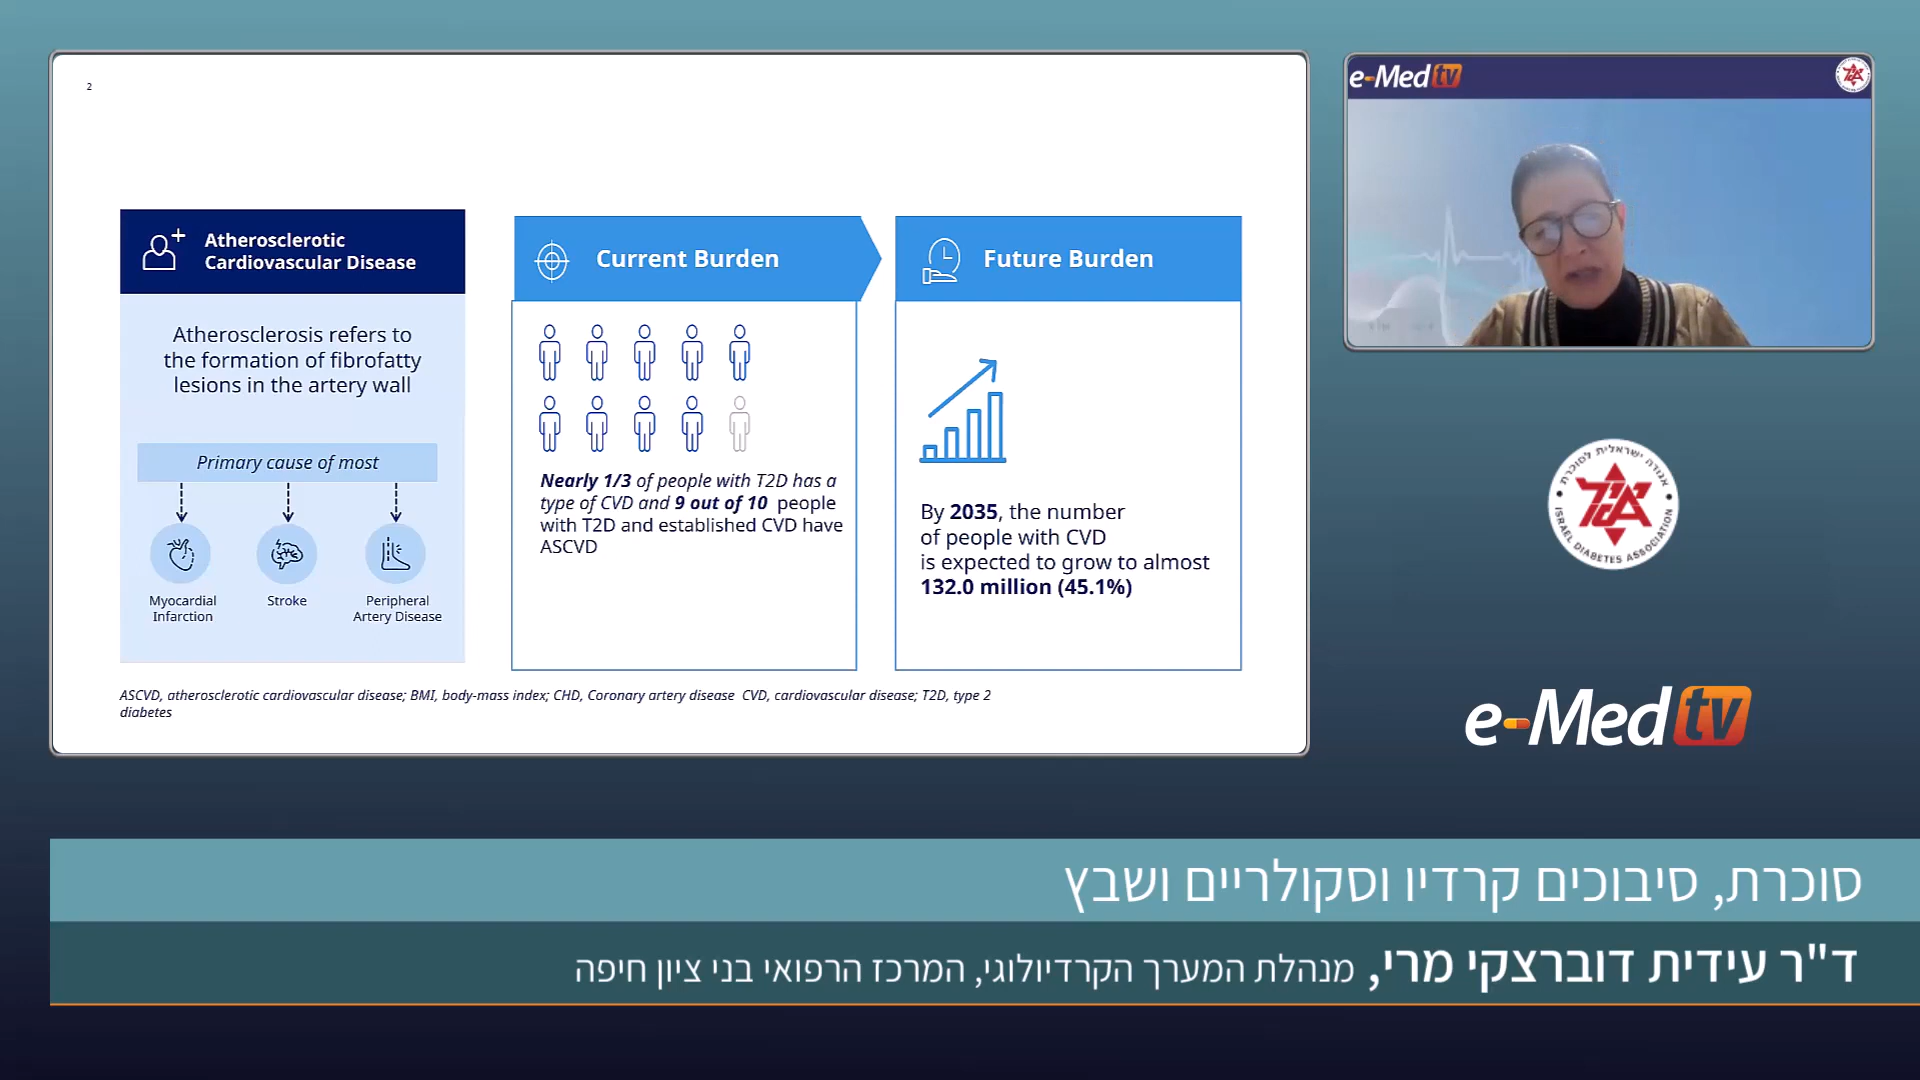 2
Atherosclerotic
Cardiovascular Disease
Atherosclerosis refers to
the formation of fibrofatty
lesions in the artery wall
Primary cause of most
Myocardial
Infarction
Stroke
Peripheral
Artery Disease
Current Burden
Nearly 1/3 of people with T2D has a
type of CVD and 9 out of 10 people
with T2D and established CVD have
ASCVD
Future Burden
By 2035, the number
of people with CVD
is expected to grow to almost
132.0 million (45.1%)
ASCVD, atherosclerotic cardiovascular disease; BMI, body-mass index; CHD, Coronary artery disease CVD, cardiovascular disease; T2D, type 2
diabetes
e-Med tv
אגודה ישראלית לסוכרת
ISRAEL DIABETES ASSOCIATION
e-Med tv
סוכרת, סיבוכים קרדיו וסקולריים ושבץ
ד"ר עידית דוברצקי מרי, מנהלת המערך הקרדיולוגי, המרכז הרפואי בני ציון חיפה